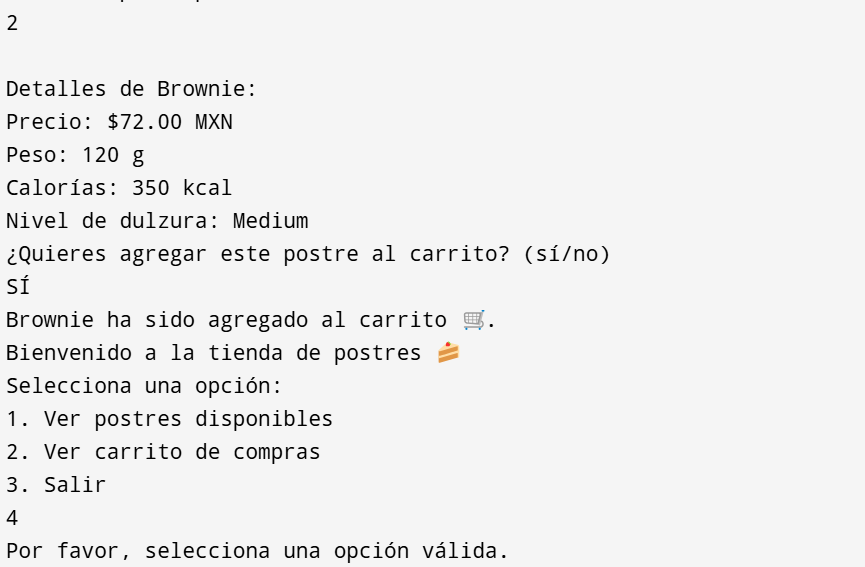 2
Detalles de Brownie:
Precio: $72.00 MXN
Peso: 120 g
Calorías: 350 kcal
Nivel de dulzura: Medium
¿Quieres agregar este postre al carrito? (sí/no)
SÍ
Brownie ha sido agregado al carrito 🛒.
Bienvenido a la tienda de postres 🍰
Selecciona una opción:
1. Ver postres disponibles
2. Ver carrito de compras
3. Salir
4
Por favor, selecciona una opción válida.